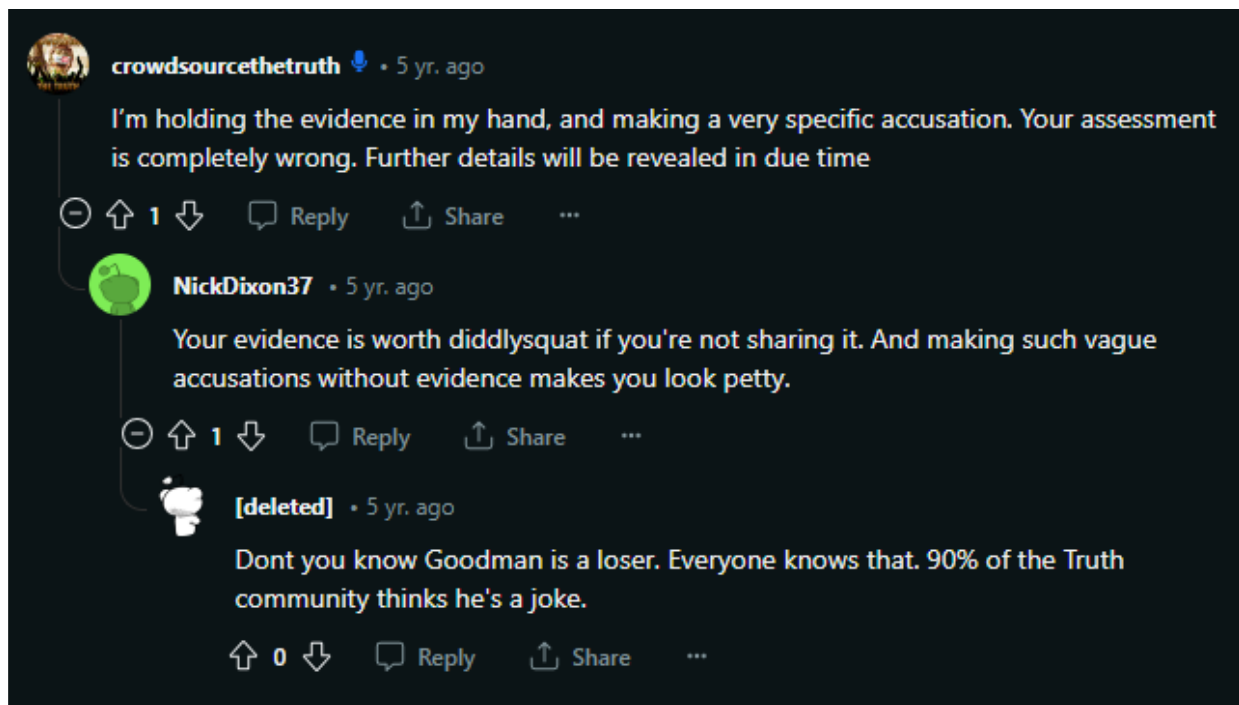 crowdsourcethetruth • 5 yr. ago
I'm holding the evidence in my hand, and making a very specific accusation. Your assessment
is completely wrong. Further details will be revealed in due time
1 Reply Share ···
NickDixon37 • 5 yr. ago
Your evidence is worth diddlysquat if you're not sharing it. And making such vague
accusations without evidence makes you look petty.
1 Reply Share ···
[deleted] • 5 yr. ago
Dont you know Goodman is a loser. Everyone knows that. 90% of the Truth
community thinks he's a joke.
0 Reply Share ···